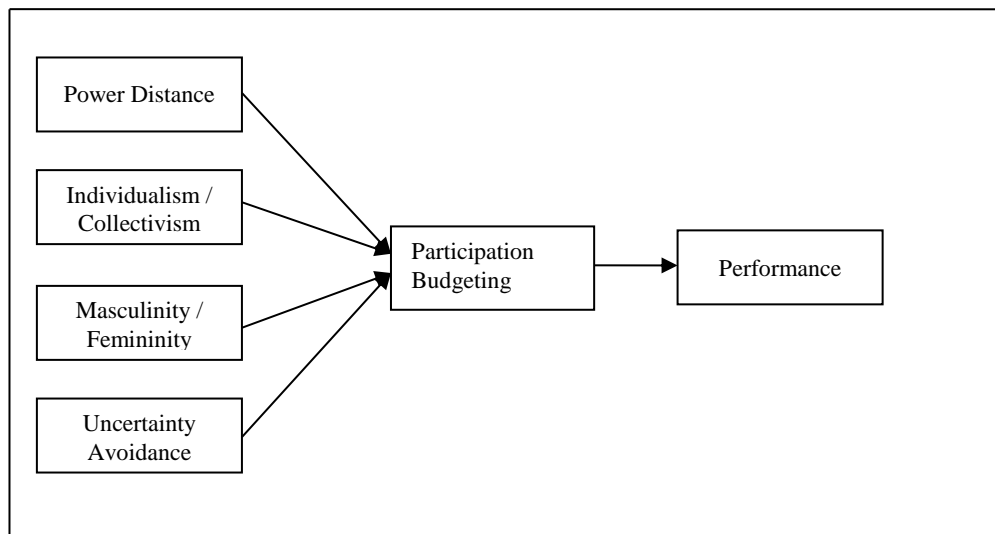 Power Distance
Individualism /
Collectivism
Masculinity /
Femininity
Uncertainty
Avoidance
Participation
Budgeting
Performance